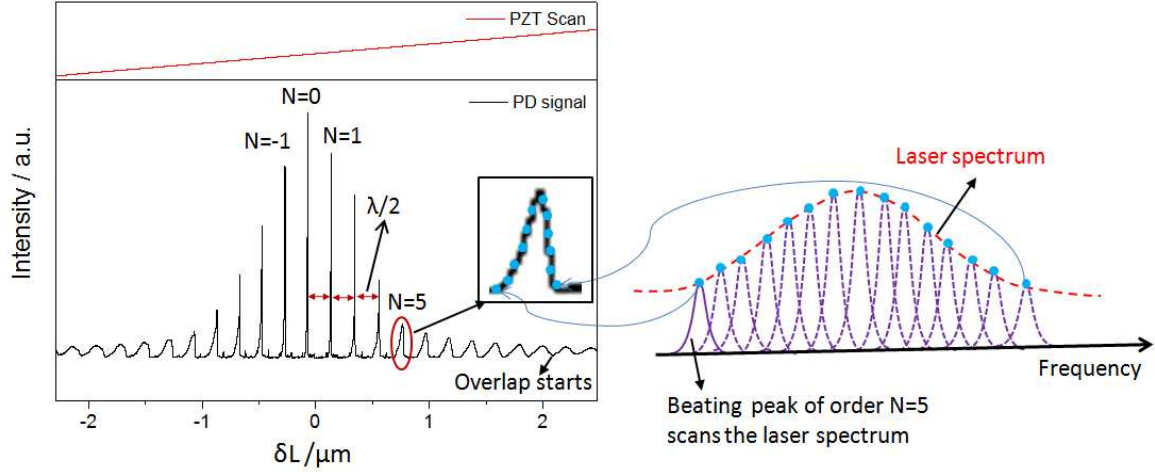 PZT Scan
N=0
PD signal
N=-1
N=1
λ/2
N=5
Overlap starts
Intensity / a.u.
-2
-1
0
1
2
δL /μm
Laser spectrum
Frequency
Beating peak of order N=5
scans the laser spectrum